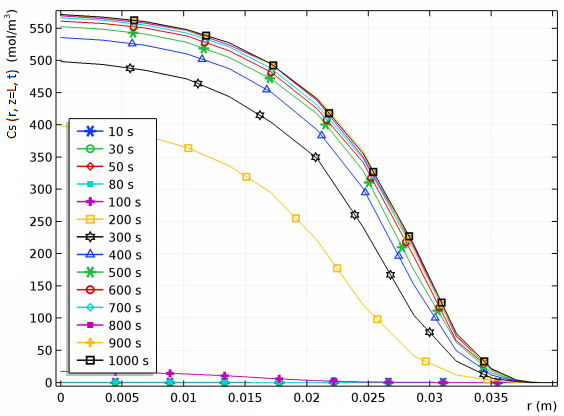 Cs (r, z=L, t) (mol/m³)
550
500
450
400
350
300
250
200
150
100
50
0
10 s
30 s
50 s
80 s
100 s
200 s
300 s
400 s
500 s
600 s
700 s
800 s
900 s
1000 s
0 0.005 0.01 0.015 0.02 0.025 0.03 0.035
r (m)